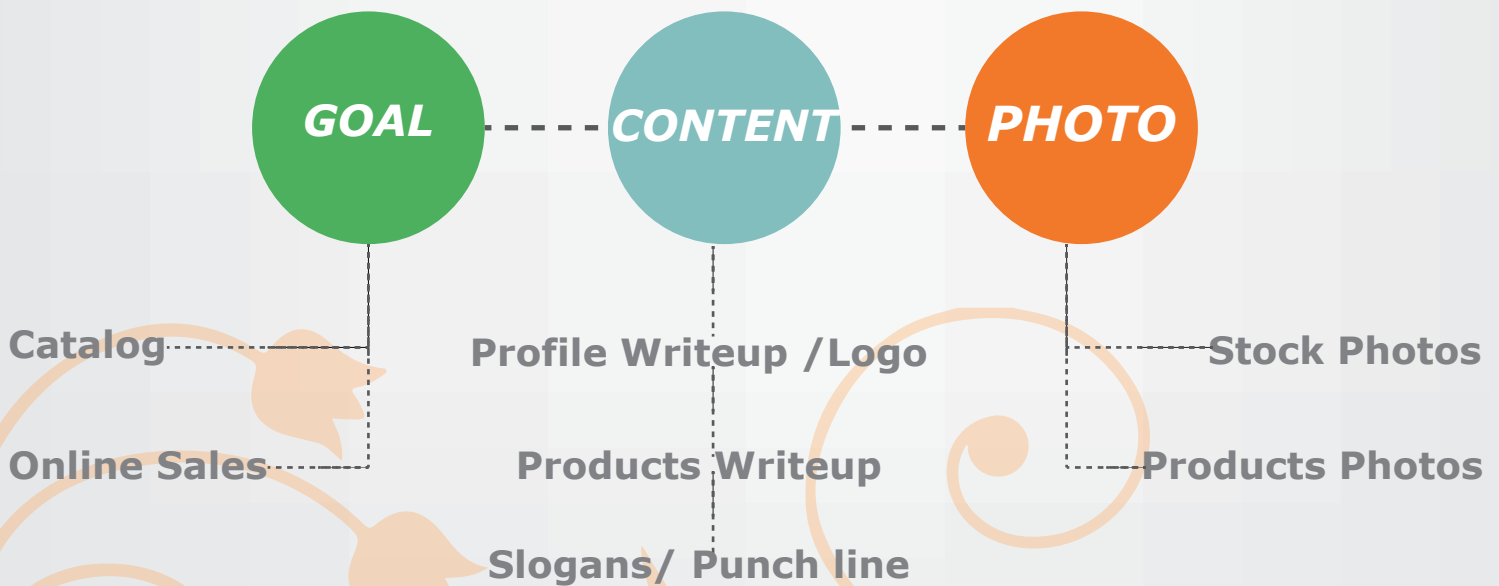 GOAL
CONTENT
PHOTO
Catalog
Profile Writeup /Logo
Stock Photos
Online Sales
Products Writeup
Products Photos
Slogans/ Punch line